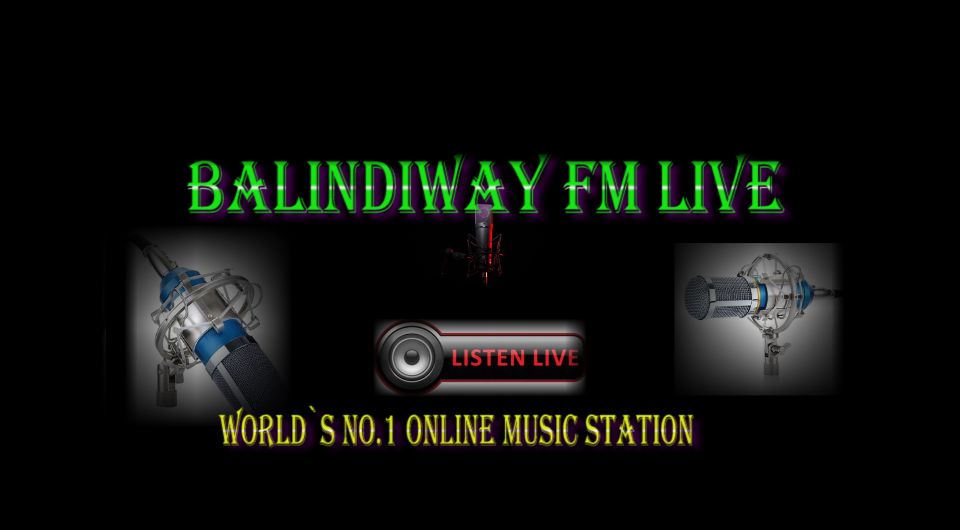 BALINDIWAY FM LIVE
LISTEN LIVE
WORLD`S NO.1 ONLINE MUSIC STATION